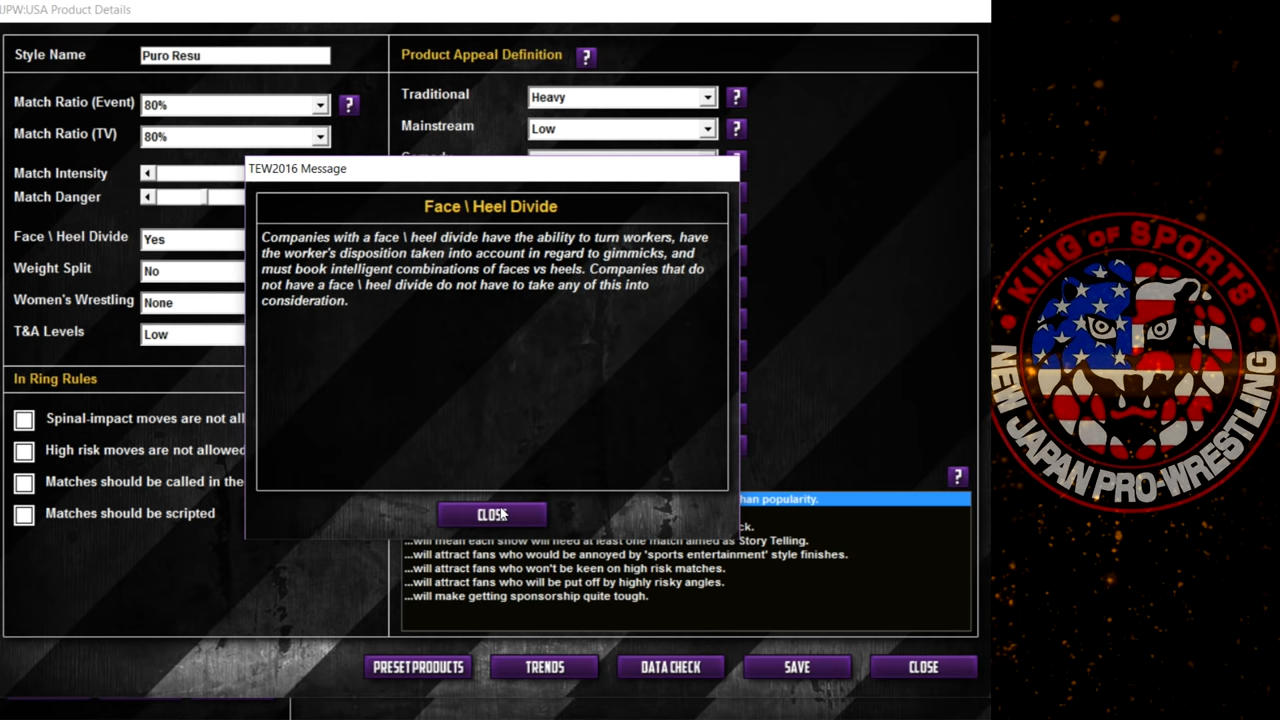 JPW:USA Product Details
Style Name
Puro Resu
Product Appeal Definition
?
Match Ratio (Event)
80%
?
Match Ratio (TV)
80%
Match Intensity
Match Danger
Face \ Heel Divide
Yes
Weight Split
No
Women's Wrestling
None
T&A Levels
Low
Traditional
Heavy
?
Mainstream
Low
?
In Ring Rules
Spinal-impact moves are not all
High risk moves are not allowed
Matches should be called in the
Matches should be scripted
TEW2016 Message
Face \ Heel Divide
Companies with a face \ heel divide have the ability to turn workers, have
the worker's disposition taken into account in regard to gimmicks, and
must book intelligent combinations of faces vs heels. Companies that do
not have a face \ heel divide do not have to take any of this into
consideration.
CLOSE
?
han popularity.
ck.
...will mean each show will need at least one match aimed as Story Telling.
...will attract fans who would be annoyed by 'sports entertainment' style finishes.
...will attract fans who won't be keen on high risk matches.
...will attract fans who will be put off by highly risky angles.
...will make getting sponsorship quite tough.
PRESET PRODUCTS
TRENDS
DATA CHECK
SAVE
CLOSE
KING OF SPORTS
NEW JAPAN PRO-WRESTLING